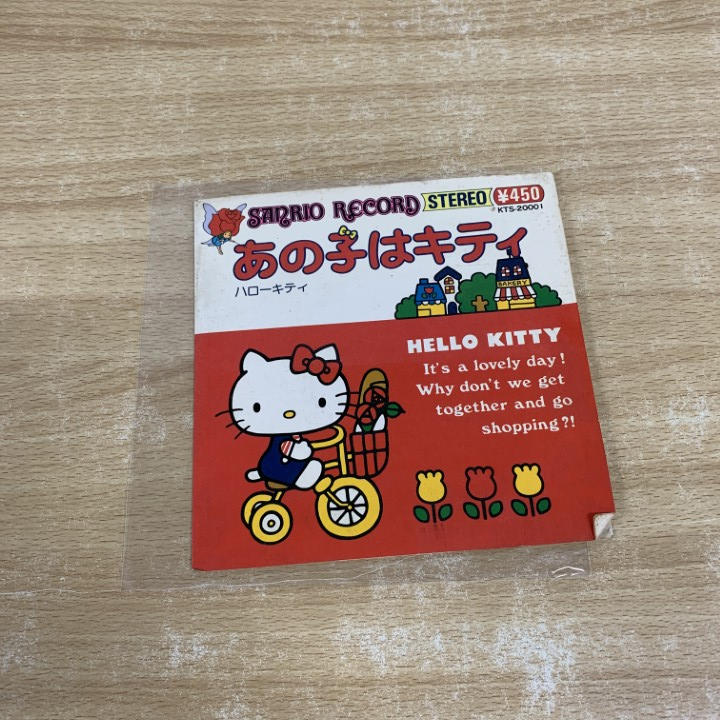 SANRIO RECORD STEREO ¥450
KTS-20001
あの子はキティ
ハローキティ
BAKERY
HELLO KITTY
It's a lovely day!
Why don't we get
together and go
shopping?!